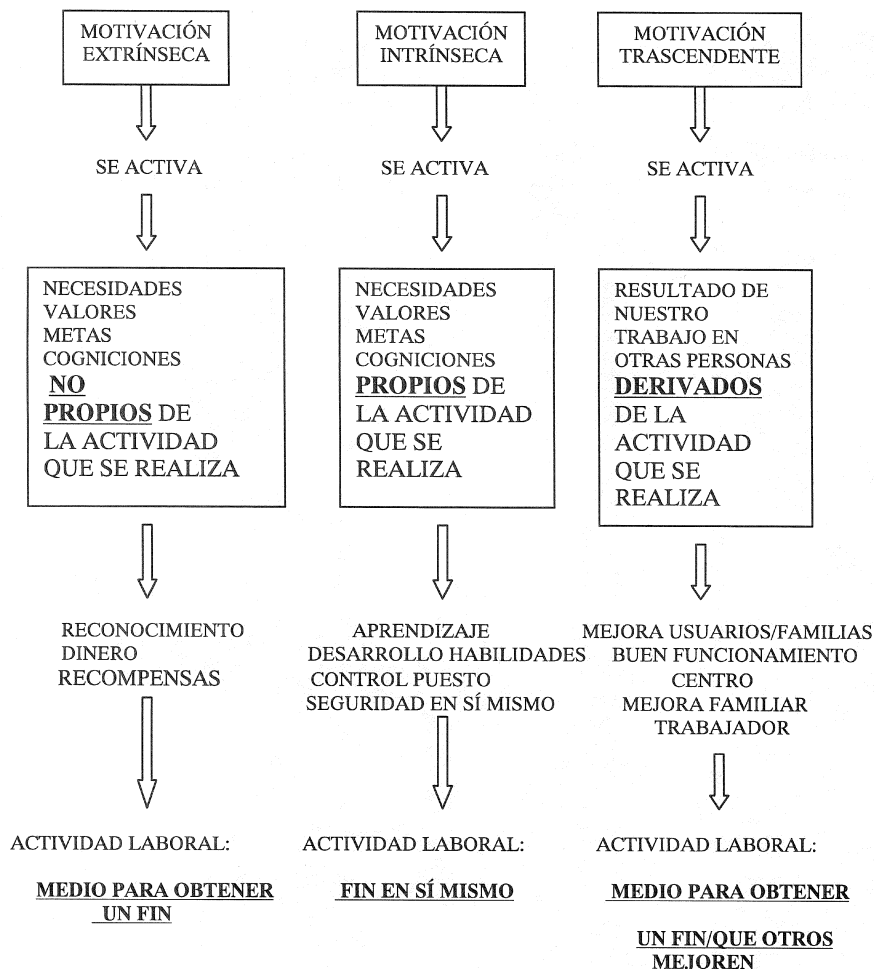 MOTIVACIÓN
EXTRÍNSECA
SE ACTIVA
NECESIDADES
VALORES
METAS
COGNICIONES
NO
PROPIOS DE
LA ACTIVIDAD
QUE SE REALIZA
RECONOCIMIENTO
DINERO
RECOMPENSAS
ACTIVIDAD LABORAL:
MEDIO PARA OBTENER
UN FIN
MOTIVACIÓN
INTRÍNSECA
SE ACTIVA
NECESIDADES
VALORES
METAS
COGNICIONES
PROPIOS DE
LA ACTIVIDAD
QUE SE
REALIZA
APRENDIZAJE
DESARROLLO HABILIDADES
CONTROL PUESTO
SEGURIDAD EN SÍ MISMO
ACTIVIDAD LABORAL:
FIN EN SÍ MISMO
MOTIVACIÓN
TRASCENDENTE
SE ACTIVA
RESULTADO DE
NUESTRO
TRABAJO EN
OTRAS PERSONAS
DERIVADOS
DE LA
ACTIVIDAD
QUE SE
REALIZA
MEJORA USUARIOS/FAMILIAS
BUEN FUNCIONAMIENTO
CENTRO
MEJORA FAMILIAR
TRABAJADOR
ACTIVIDAD LABORAL:
MEDIO PARA OBTENER
UN FIN/QUE OTROS
MEJOREN